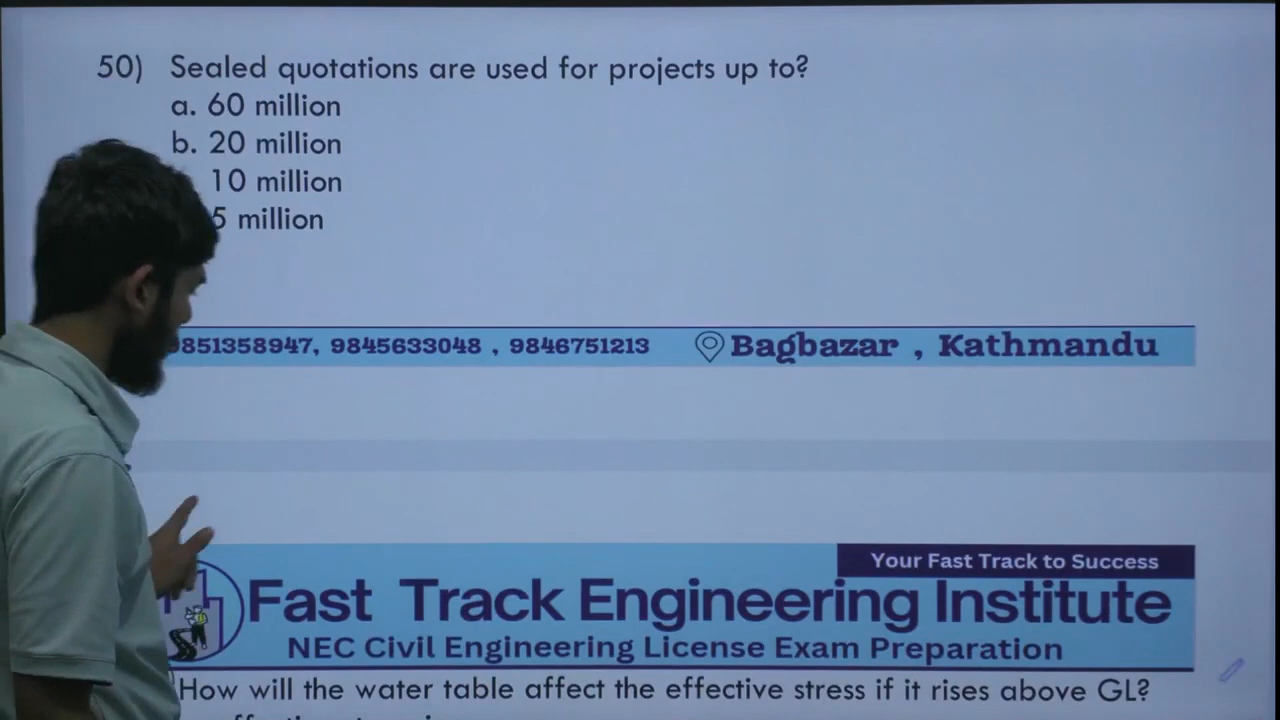 50) Sealed quotations are used for projects up to?
a. 60 million
b. 20 million
10 million
5 million
9851358947, 9845633048 , 9846751213 Bagbazar , Kathmandu
Your Fast Track to Success
Fast Track Engineering Institute
NEC Civil Engineering License Exam Preparation
How will the water table affect the effective stress if it rises above GL?